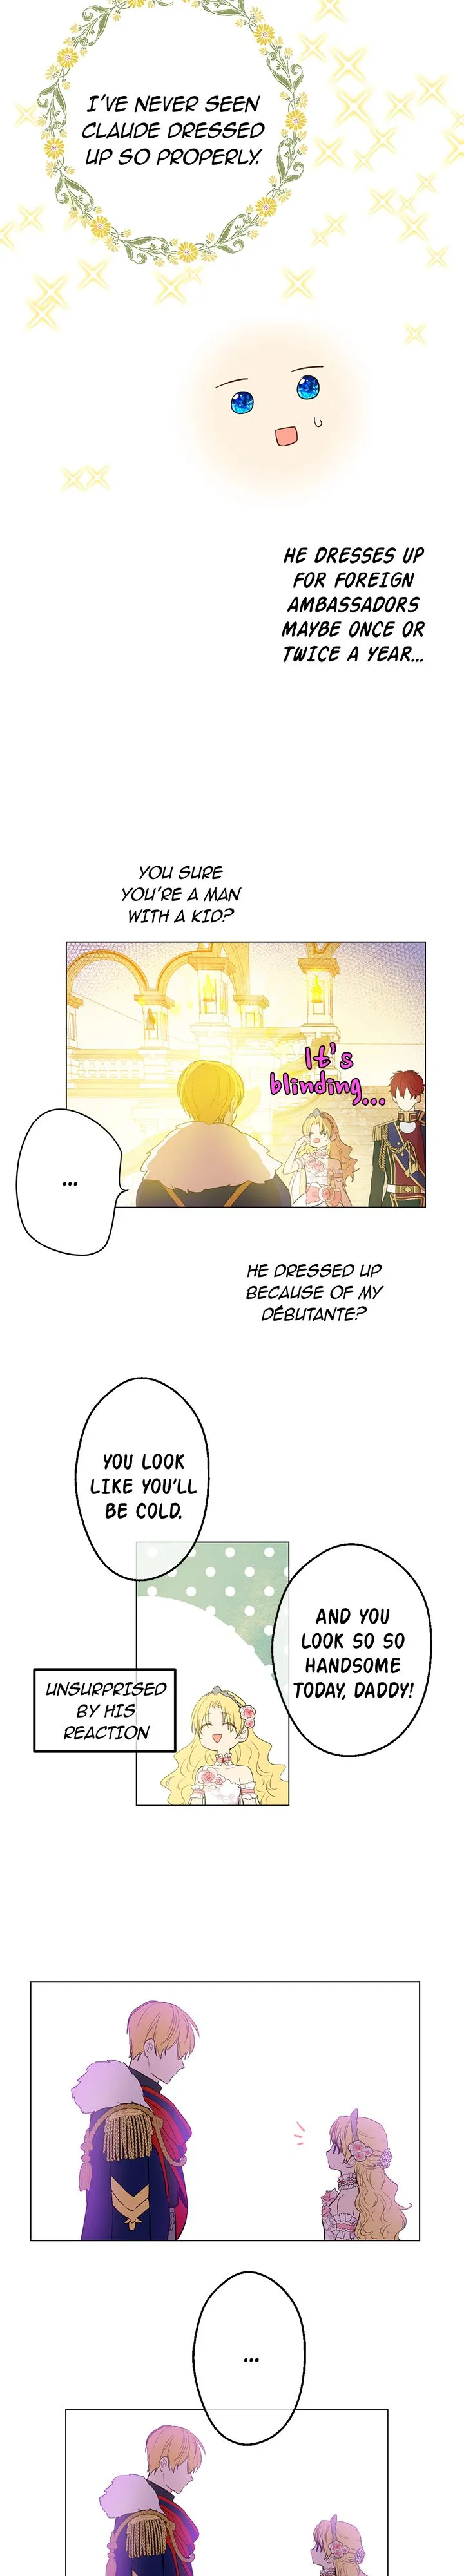 I'VE NEVER SEEN
CLAUDE DRESSED
UP SO PROPERLY.
HE DRESSES UP
FOR FOREIGN
AMBASSADORS
MAYBE ONCE OR
TWICE A YEAR...
YOU SURE
YOU'RE A MAN
WITH A KID?
It's
blinding...
...
HE DRESSED UP
BECAUSE OF MY
DÉBUTANTE?
YOU LOOK
LIKE YOU'LL
BE COLD.
AND YOU
LOOK SO SO
HANDSOME
TODAY, DADDY!
UNSURPRISED
BY HIS
REACTION
...